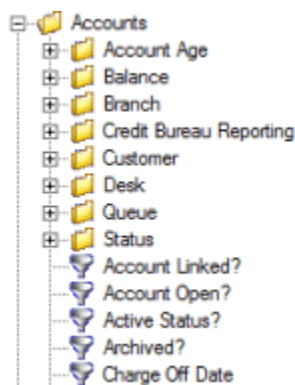 Accounts
Account Age
Balance
Branch
Credit Bureau Reporting
Customer
Desk
Queue
Status
Account Linked?
Account Open?
Active Status?
Archived?
Charge Off Date